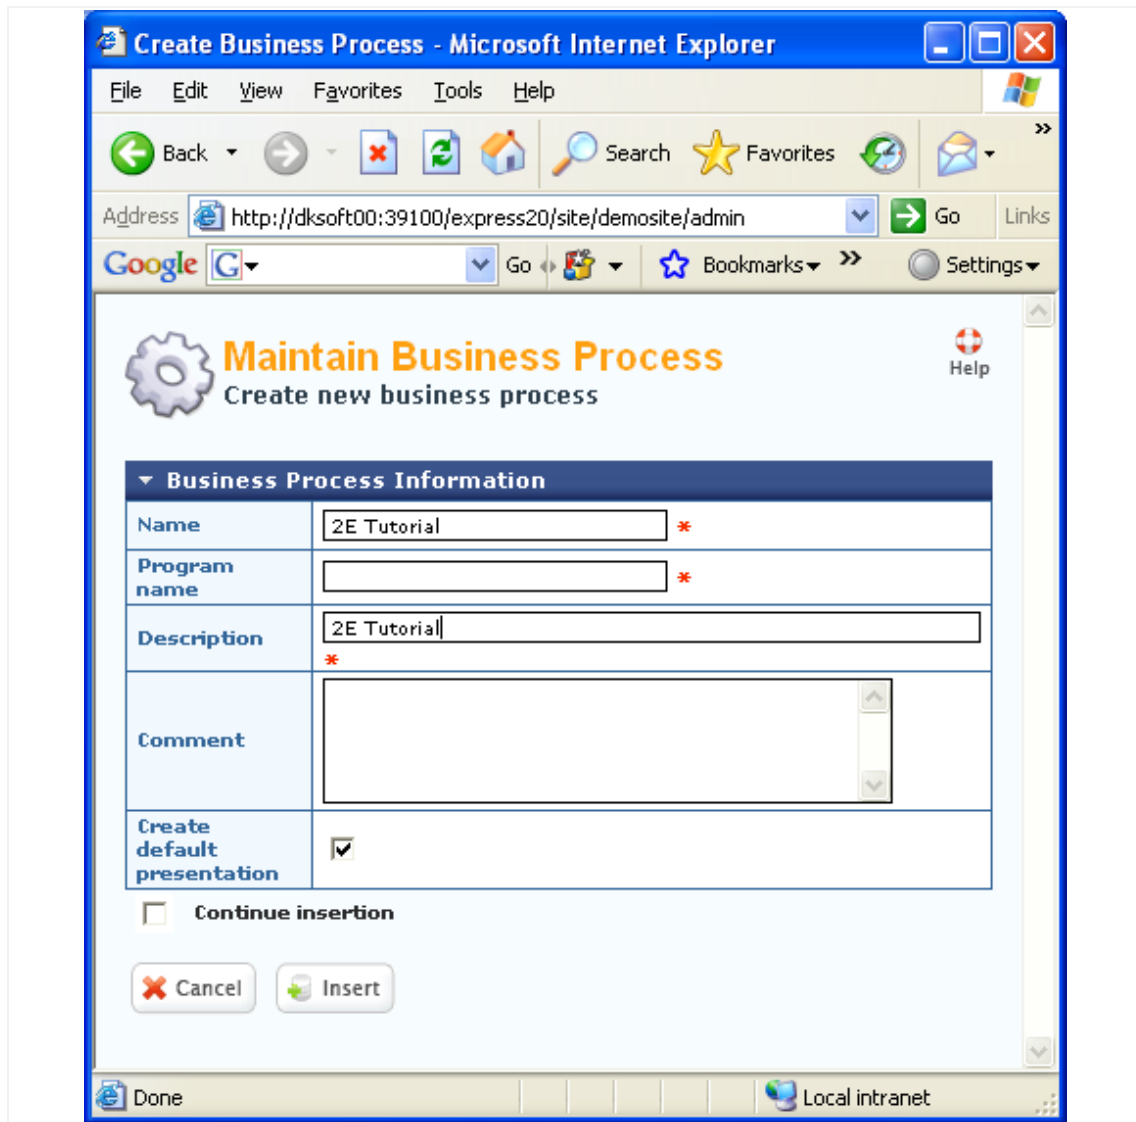 Create Business Process - Microsoft Internet Explorer
File Edit View Favorites Tools Help
Back Search Favorites »
Address http://dksoft00:39100/express20/site/demosite/admin Go Links
Google G Go Bookmarks » Settings
Maintain Business Process
Create new business process
Help
Business Process Information
Name 2E Tutorial *
Program
name *
Description 2E Tutorial
*
Comment
Create
default
presentation
Continue insertion
Cancel Insert
Done Local intranet